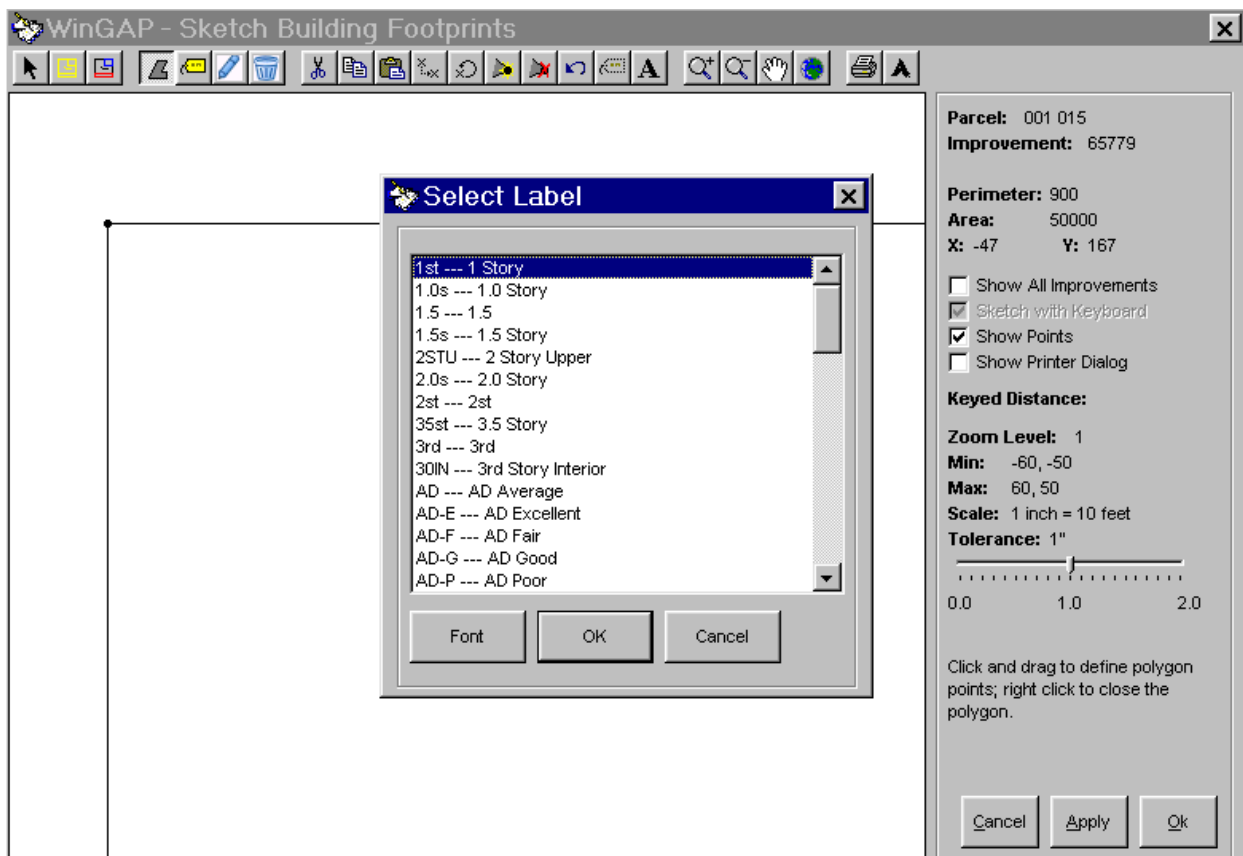 WinGAP - Sketch Building Footprints
A
Parcel: 001 015
Improvement: 65779
Perimeter: 900
Area: 50000
X: -47 Y: 167
Show All Improvements
Sketch with Keyboard
Show Points
Show Printer Dialog
Keyed Distance:
Zoom Level: 1
Min: -60, -50
Max: 60, 50
Scale: 1 inch = 10 feet
Tolerance: 1"
0.0 1.0 2.0
Click and drag to define polygon
points; right click to close the
polygon.
Cancel Apply Ok
Select Label
1st --- 1 Story
1.0s --- 1.0 Story
1.5 --- 1.5
1.5s --- 1.5 Story
2STU --- 2 Story Upper
2.0s --- 2.0 Story
2st --- 2st
35st --- 3.5 Story
3rd --- 3rd
30IN --- 3rd Story Interior
AD --- AD Average
AD-E --- AD Excellent
AD-F --- AD Fair
AD-G --- AD Good
AD-P --- AD Poor
Font OK Cancel